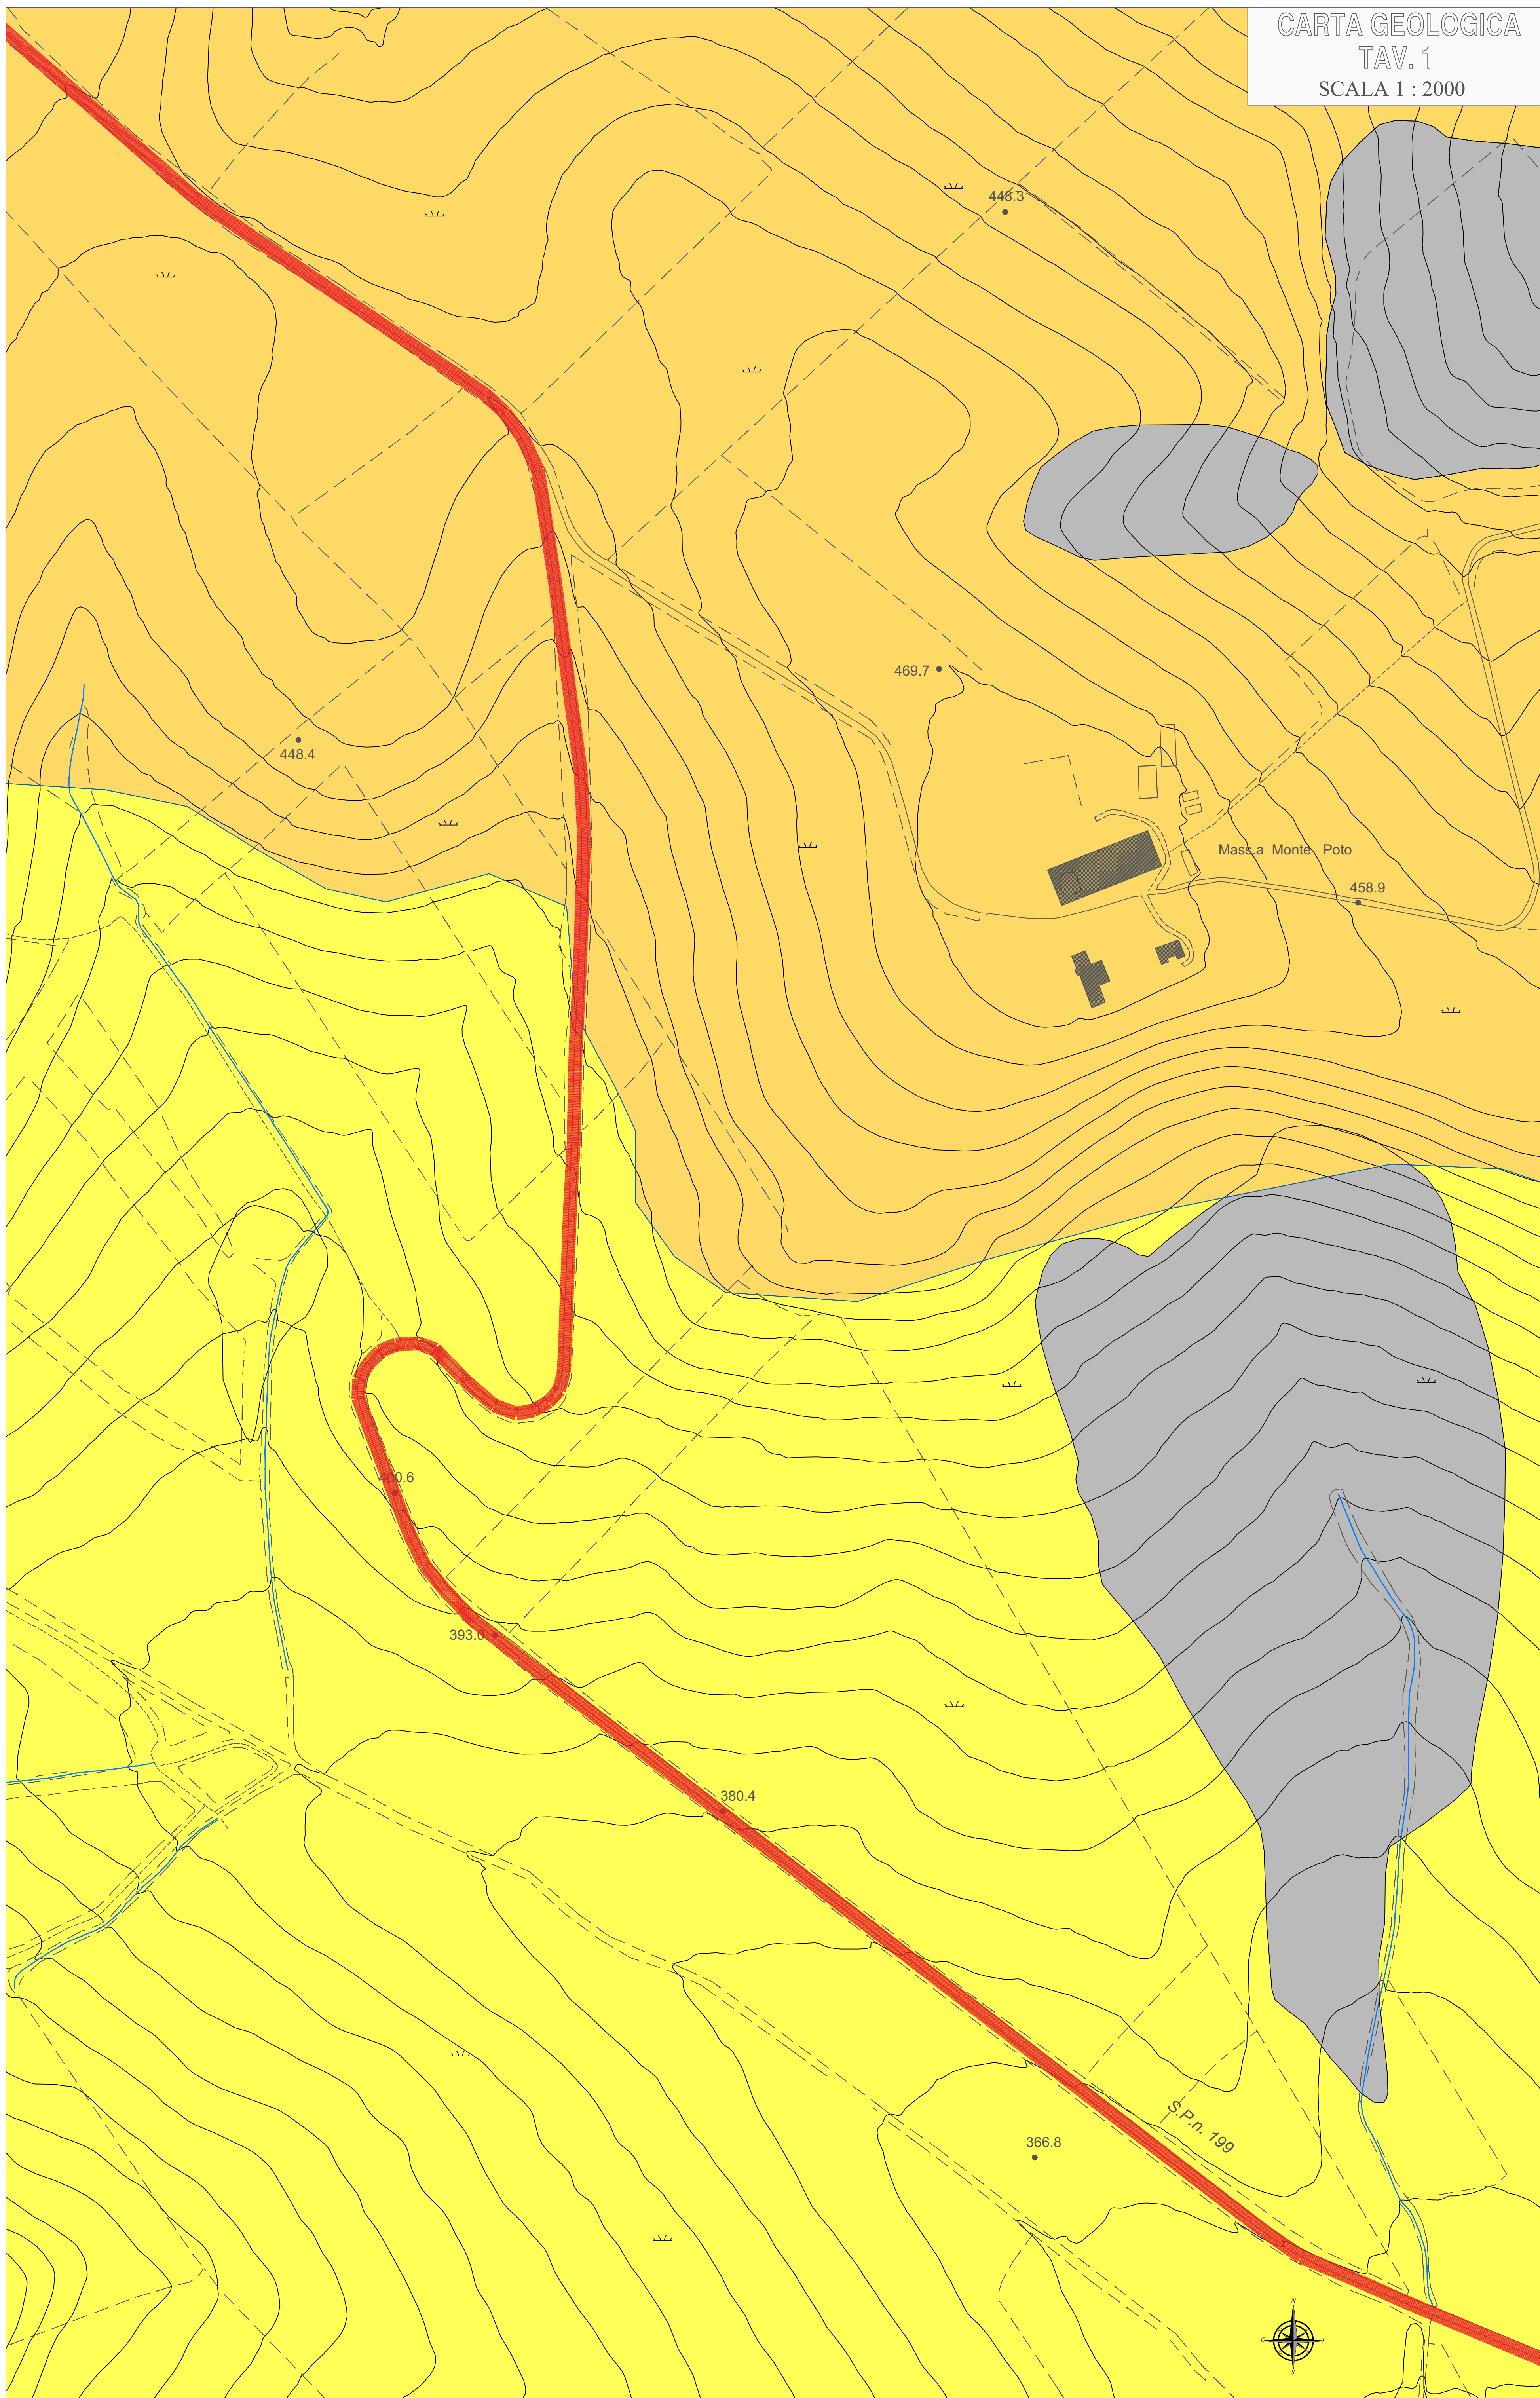 CARTA GEOLOGICA
TAV. 1
SCALA 1 : 2000
448.3
469.7
448.4
Mass.a Monte Poto
458.9
400.6
393.0
380.4
S.P.n. 199
366.8
N
O E
S